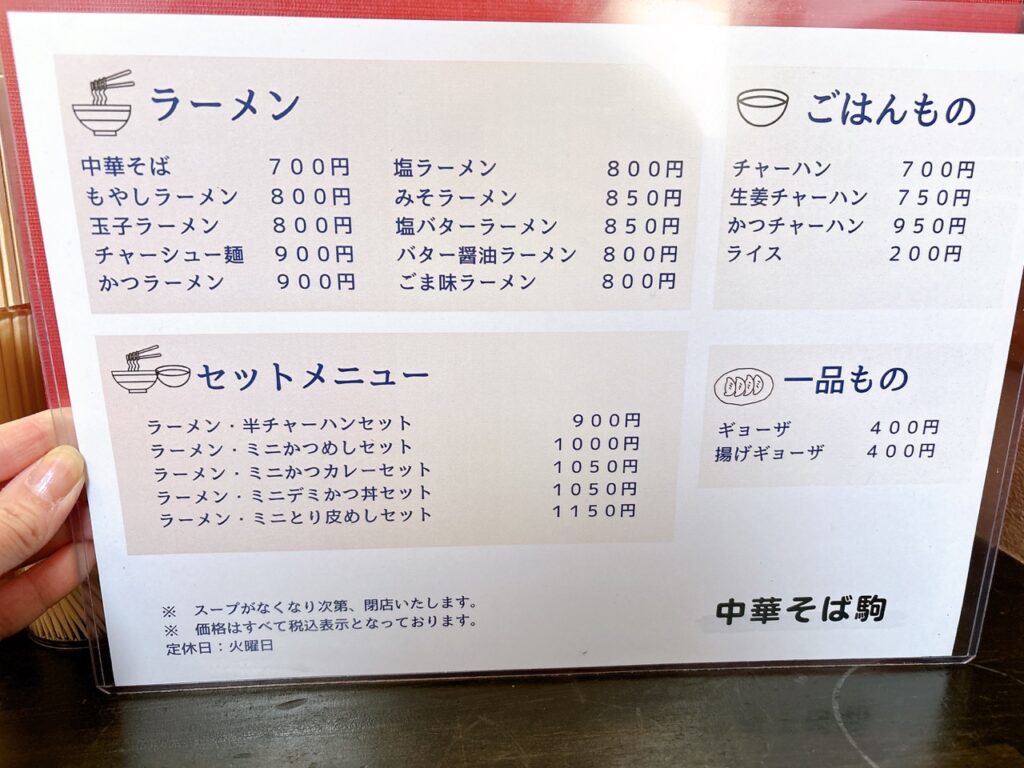 ラーメン
中華そば 700円
もやしラーメン 800円
玉子ラーメン 800円
チャーシュー麺 900円
かつラーメン 900円
塩ラーメン 800円
みそラーメン 850円
塩バターラーメン 850円
バター醤油ラーメン 800円
ごま味ラーメン 800円
ごはんもの
チャーハン 700円
生姜チャーハン 750円
かつチャーハン 950円
ライス 200円
セットメニュー
ラーメン・半チャーハンセット 900円
ラーメン・ミニかつめしセット 1000円
ラーメン・ミニかつカレーセット 1050円
ラーメン・ミニデミかつ丼セット 1050円
ラーメン・ミニとり皮めしセット 1150円
一品もの
ギョーザ 400円
揚げギョーザ 400円
※ スープがなくなり次第、閉店いたします。
※ 価格はすべて税込表示となっております。
定休日：火曜日
中華そば駒